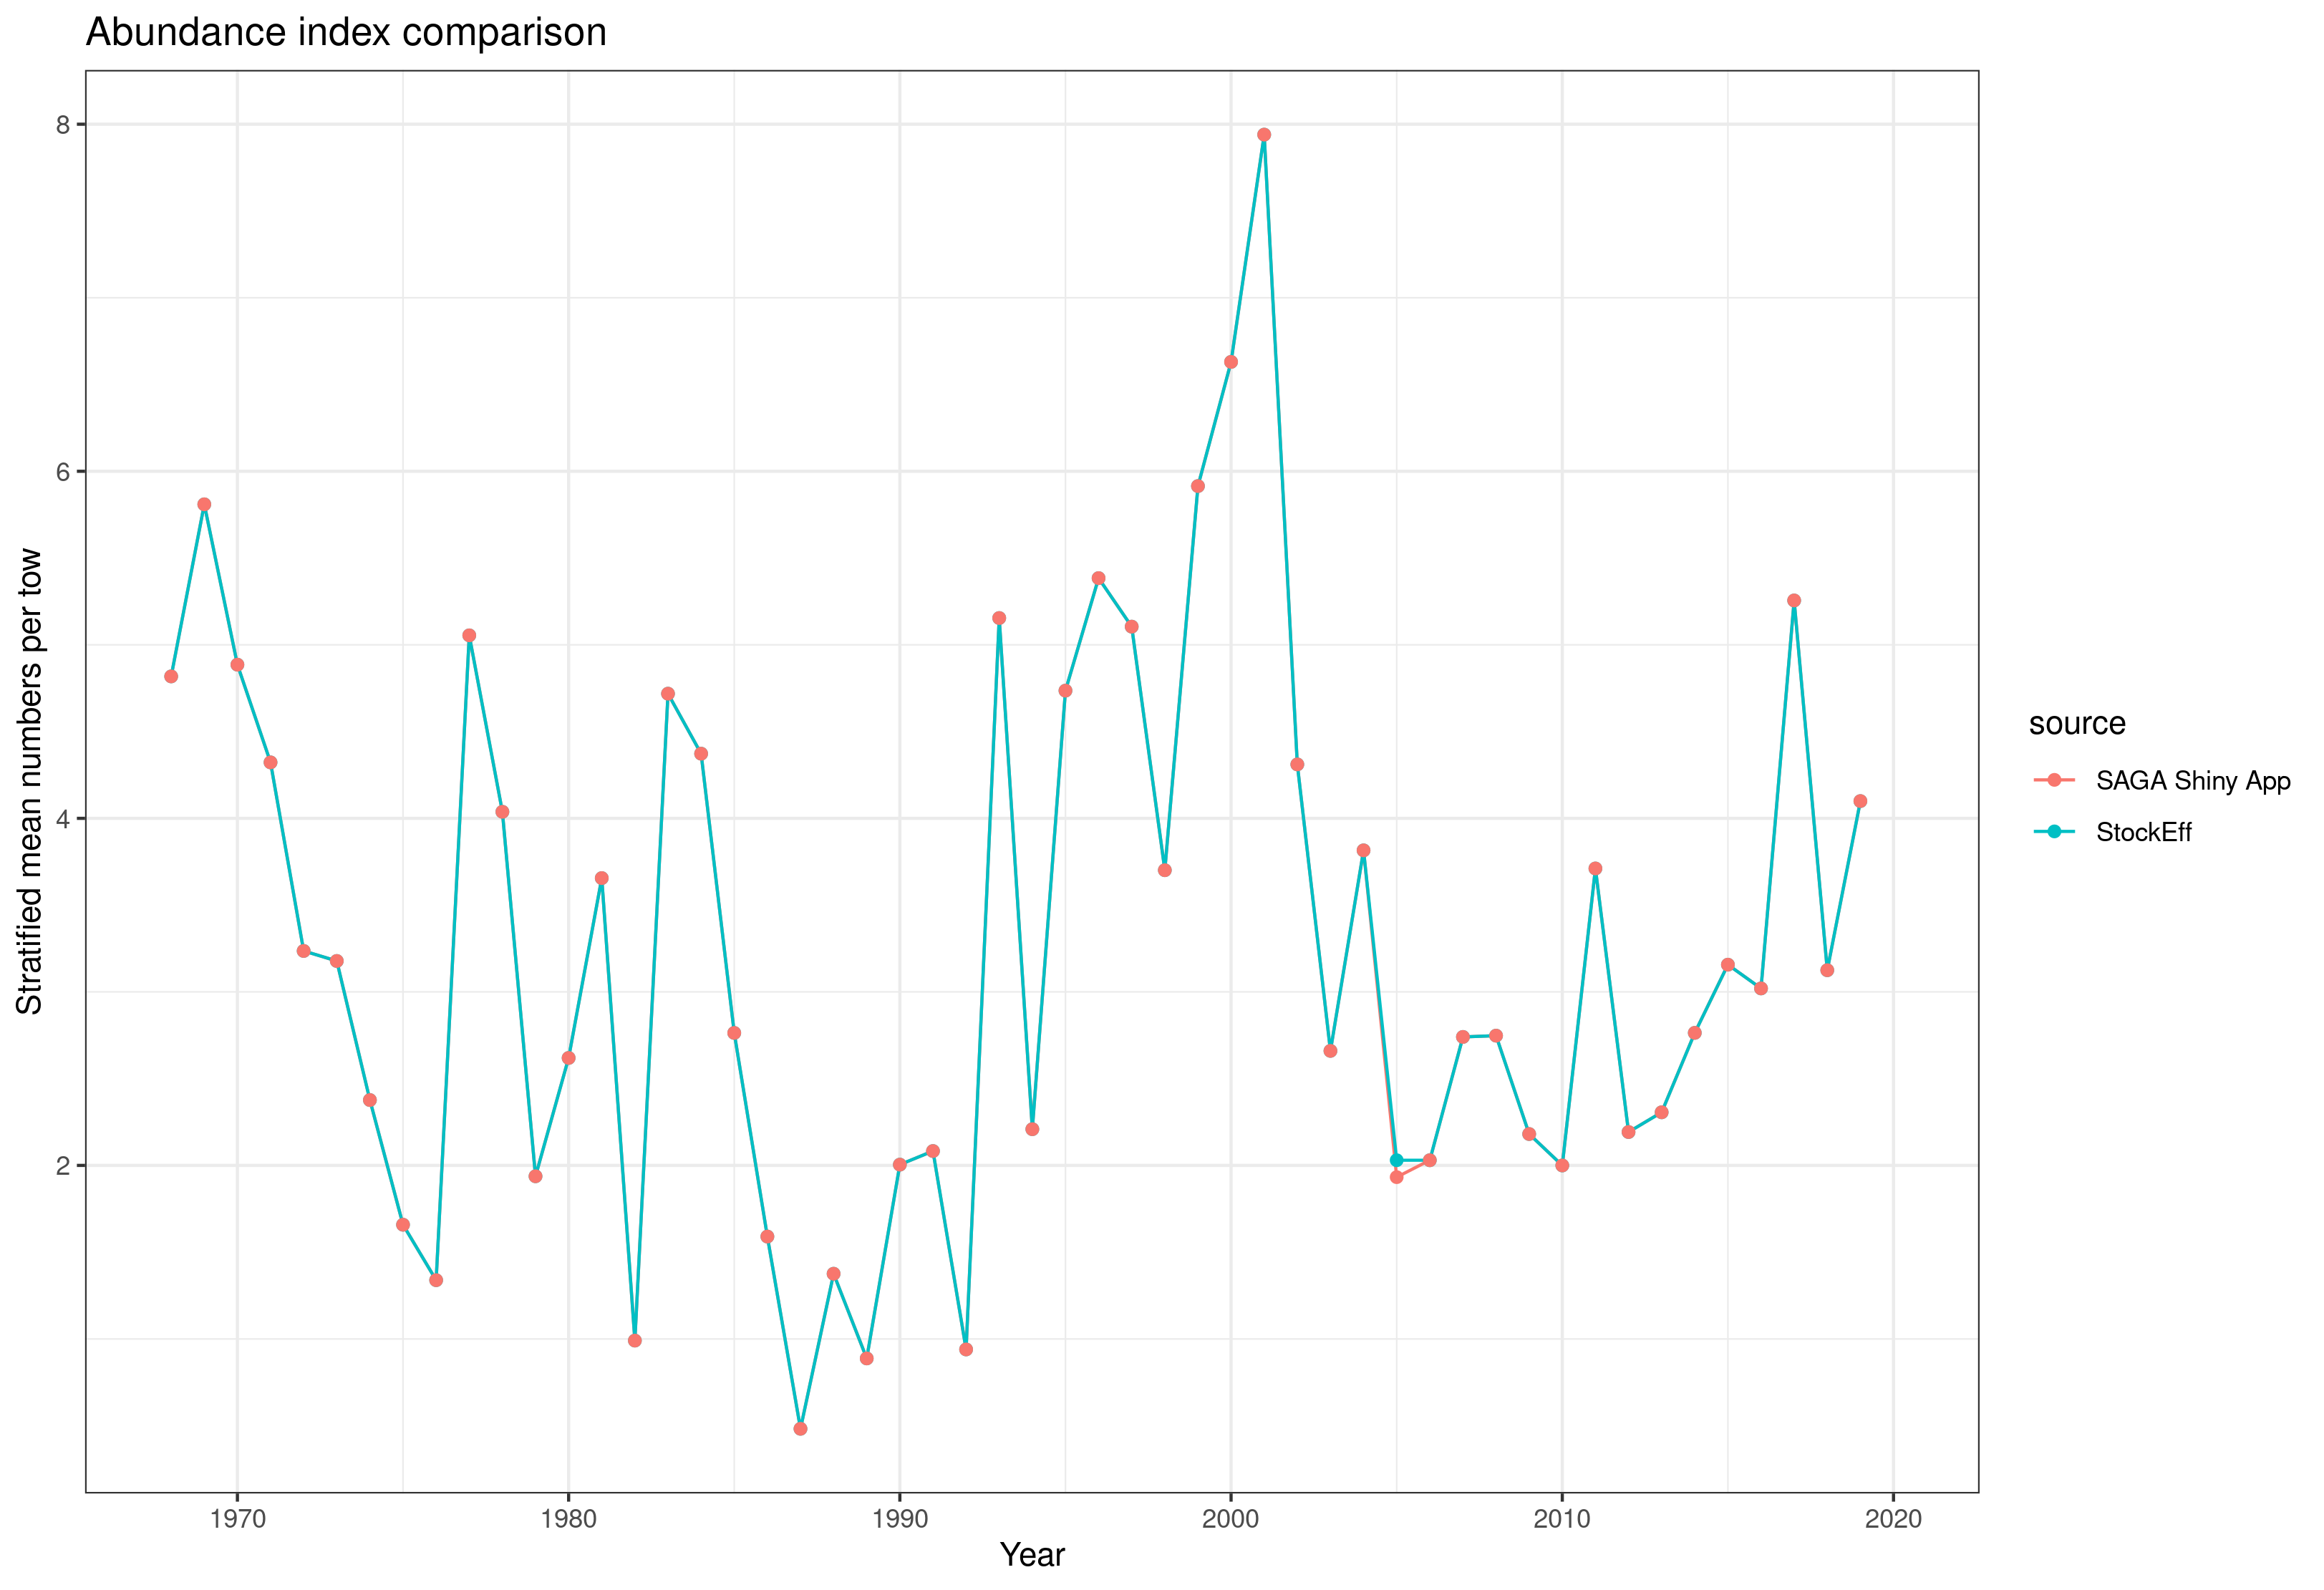 Abundance index comparison
Stratified mean numbers per tow
8
6
4
2
1970 1980 1990 2000 2010 2020
Year
source
SAGA Shiny App
StockEff